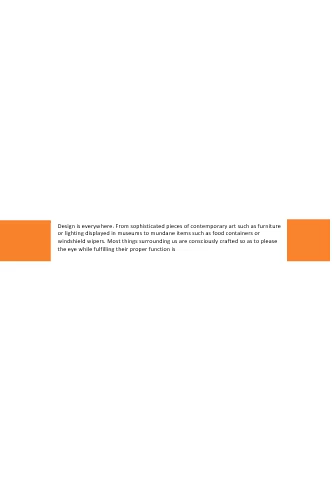 Design is everywhere. From sophisticated pieces of contemporary art such as furniture
or lighting displayed in museums to mundane items such as food containers or
windshield wipers. Most things surrounding us are consciously crafted so as to please
the eye while fulfilling their proper function is